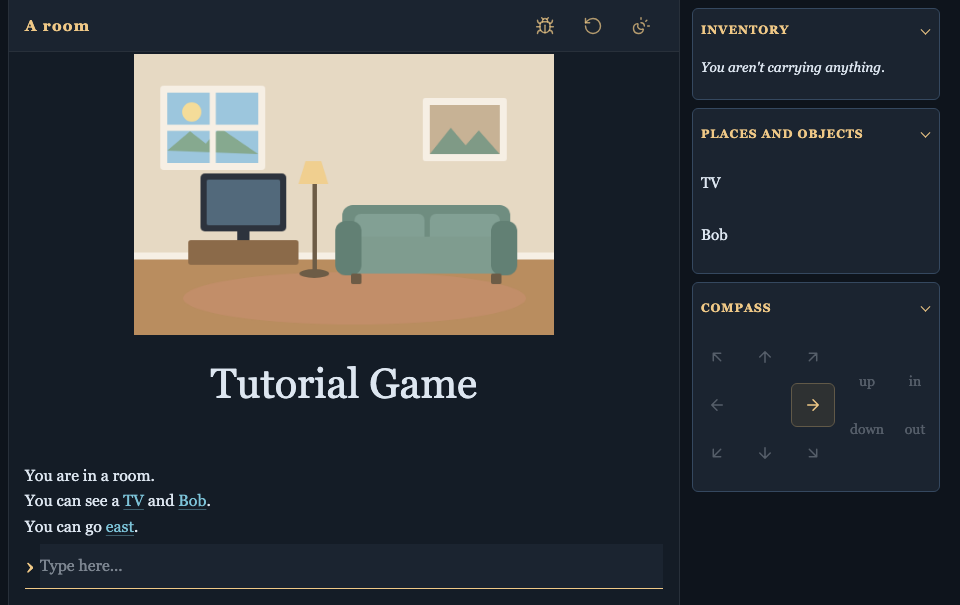 A room
Tutorial Game
You are in a room.
You can see a TV and Bob.
You can go east.
Type here...
INVENTORY
You aren't carrying anything.
PLACES AND OBJECTS
TV
Bob
COMPASS
up in
down out